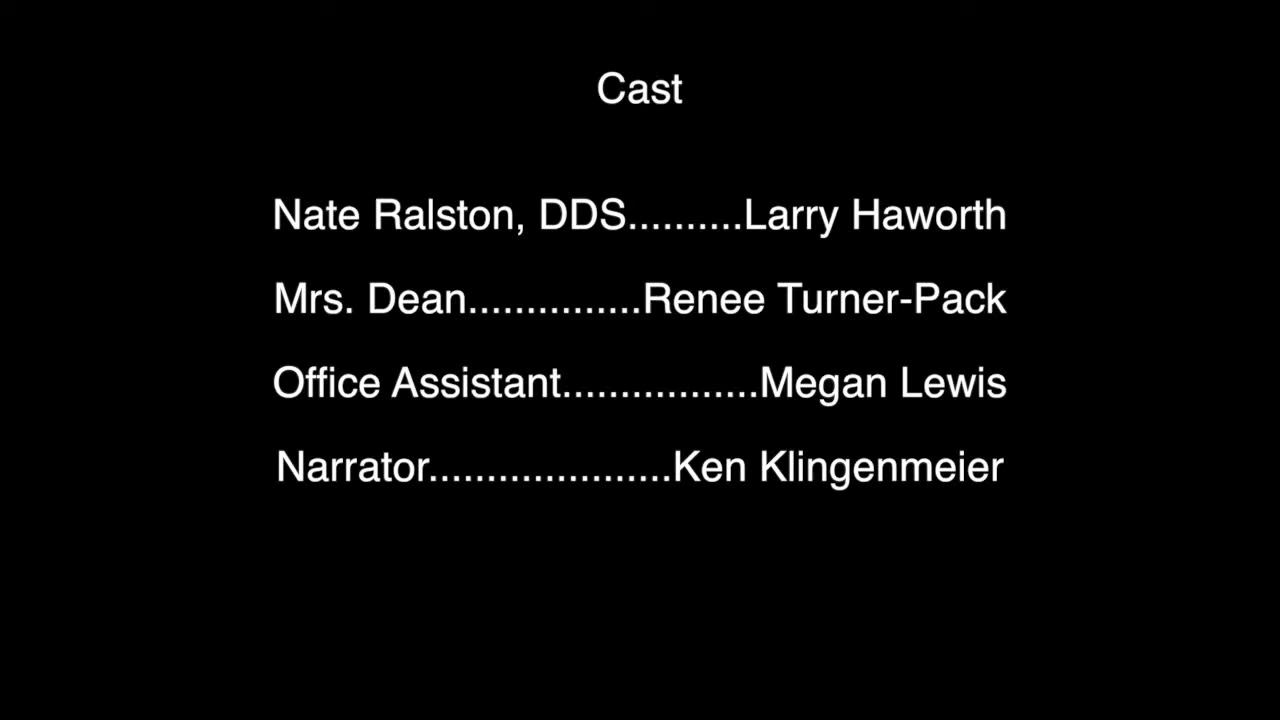 Cast
Nate Ralston, DDS..........Larry Haworth
Mrs. Dean...............Renee Turner-Pack
Office Assistant.................Megan Lewis
Narrator.....................Ken Klingenmeier